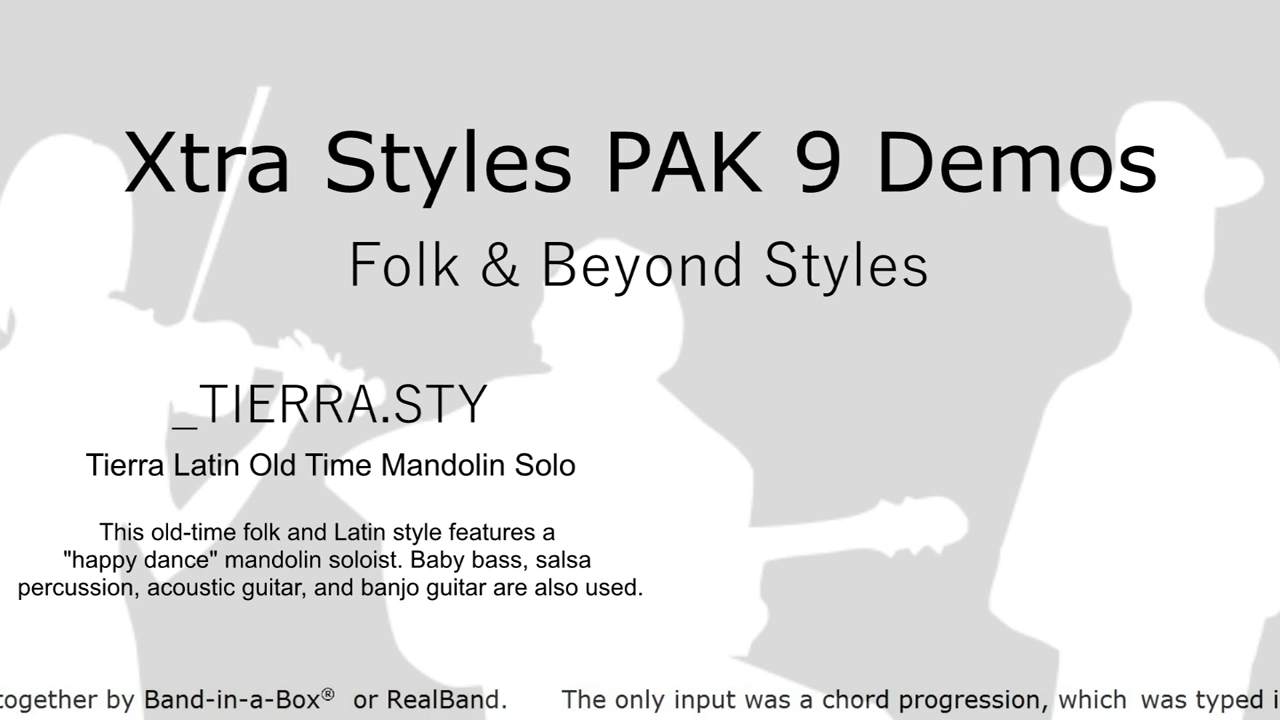 Xtra Styles PAK 9 Demos
Folk & Beyond Styles
_TIERRA.STY
Tierra Latin Old Time Mandolin Solo
This old-time folk and Latin style features a
"happy dance" mandolin soloist. Baby bass, salsa
percussion, acoustic guitar, and banjo guitar are also used.
together by Band-in-a-Box® or RealBand. The only input was a chord progression, which was typed i